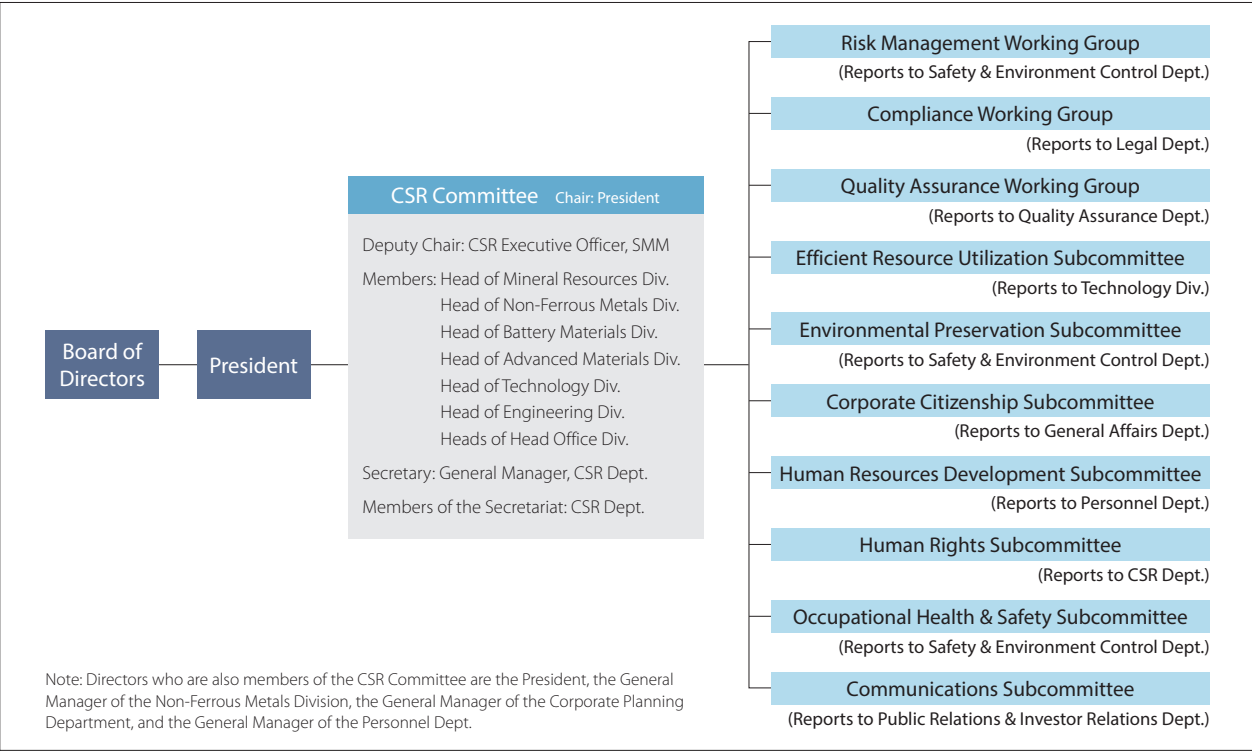 Board of
Directors
President
CSR Committee Chair: President
Deputy Chair: CSR Executive Officer, SMM
Members: Head of Mineral Resources Div.
Head of Non-Ferrous Metals Div.
Head of Battery Materials Div.
Head of Advanced Materials Div.
Head of Technology Div.
Head of Engineering Div.
Heads of Head Office Div.
Secretary: General Manager, CSR Dept.
Members of the Secretariat: CSR Dept.
Risk Management Working Group
(Reports to Safety & Environment Control Dept.)
Compliance Working Group
(Reports to Legal Dept.)
Quality Assurance Working Group
(Reports to Quality Assurance Dept.)
Efficient Resource Utilization Subcommittee
(Reports to Technology Div.)
Environmental Preservation Subcommittee
(Reports to Safety & Environment Control Dept.)
Corporate Citizenship Subcommittee
(Reports to General Affairs Dept.)
Human Resources Development Subcommittee
(Reports to Personnel Dept.)
Human Rights Subcommittee
(Reports to CSR Dept.)
Occupational Health & Safety Subcommittee
(Reports to Safety & Environment Control Dept.)
Communications Subcommittee
(Reports to Public Relations & Investor Relations Dept.)
Note: Directors who are also members of the CSR Committee are the President, the General
Manager of the Non-Ferrous Metals Division, the General Manager of the Corporate Planning
Department, and the General Manager of the Personnel Dept.